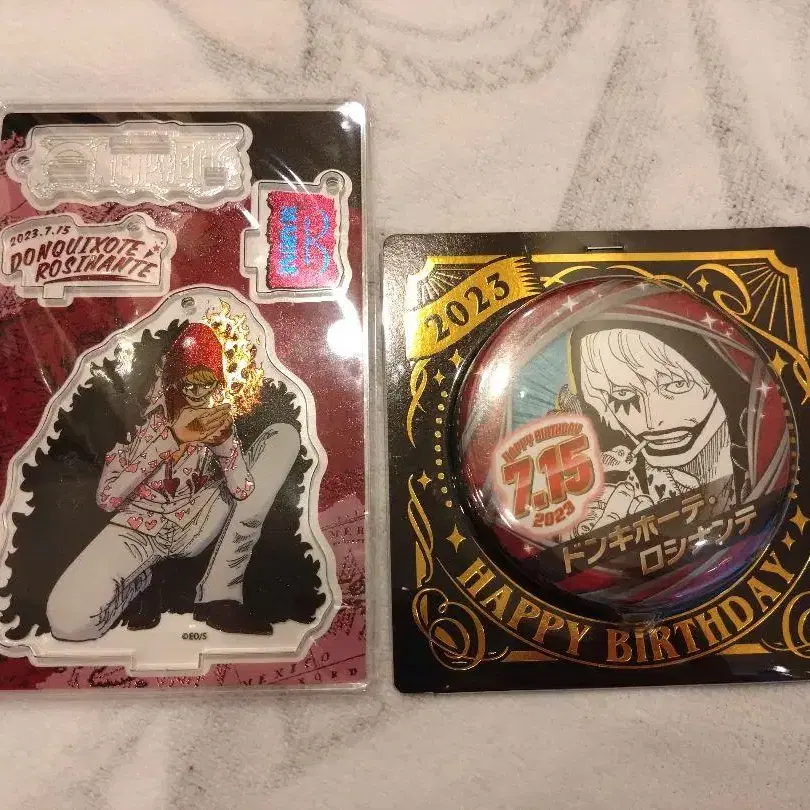 2023.7.15
DONQUIXOTE
ROSINANTE
R
©EO/S
MEXICO
2023
HAPPY BIRTHDAY
7.15
2023
ドンキホーテ・
ロシナンテ
HAPPY BIRTHDAY